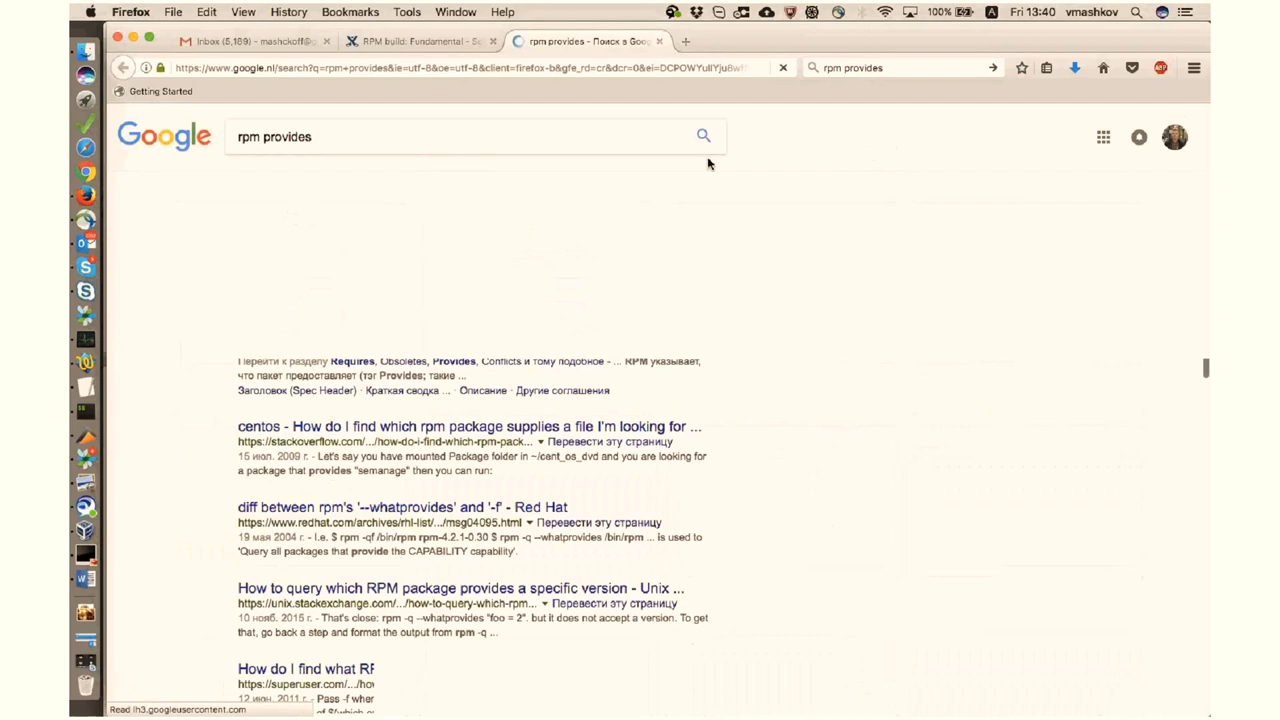 Firefox File Edit View History Bookmarks Tools Window Help 100% A Fri 13:40 vmashkov
Inbox (5,189) - mashckoff@g × RPM build: Fundamental - Se × rpm provides - Поиск в Goog × +
https://www.google.nl/search?q=rpm+provides&ie=utf-8&oe=utf-8&client=firefox-b&gfe_rd=cr&dcr=0&ei= rpm provides
Getting Started
Google rpm provides
Перейти к разделу Requires, Obsoletes, Provides, Conflicts и тому подобное - ... RPM указывает,
что пакет предоставляет (тэг Provides; такие ...
Заголовок (Spec Header) · Краткая сводка ... · Описание · Другие соглашения
centos - How do I find which rpm package supplies a file I'm looking for ...
https://stackoverflow.com/.../how-do-i-find-which-rpm-pack... ▾ Перевести эту страницу
15 июл. 2009 г. - Let's say you have mounted Package folder in ~/cent_os_dvd and you are looking for
a package that provides "semanage" then you can run:
diff between rpm's '--whatprovides' and '-f' - Red Hat
https://www.redhat.com/archives/rhl-list/.../msg04095.html ▾ Перевести эту страницу
19 мая 2004 г. - I.e. $ rpm -qf /bin/rpm rpm-4.2.1-0.30 $ rpm -q --whatprovides /bin/rpm ... is used to
'Query all packages that provide the CAPABILITY capability'.
How to query which RPM package provides a specific version - Unix ...
https://unix.stackexchange.com/.../how-to-query-which-rpm... ▾ Перевести эту страницу
10 нояб. 2015 г. - That's close: rpm -q --whatprovides "foo = 2". but it does not accept a version. To get
that, go back a step and format the output from rpm -q ...
How do I find what RP
https://superuser.com/.../ho
12 июн. 2011 г. - Pass -f wher
of $(which
Read lh3.googleusercontent.com